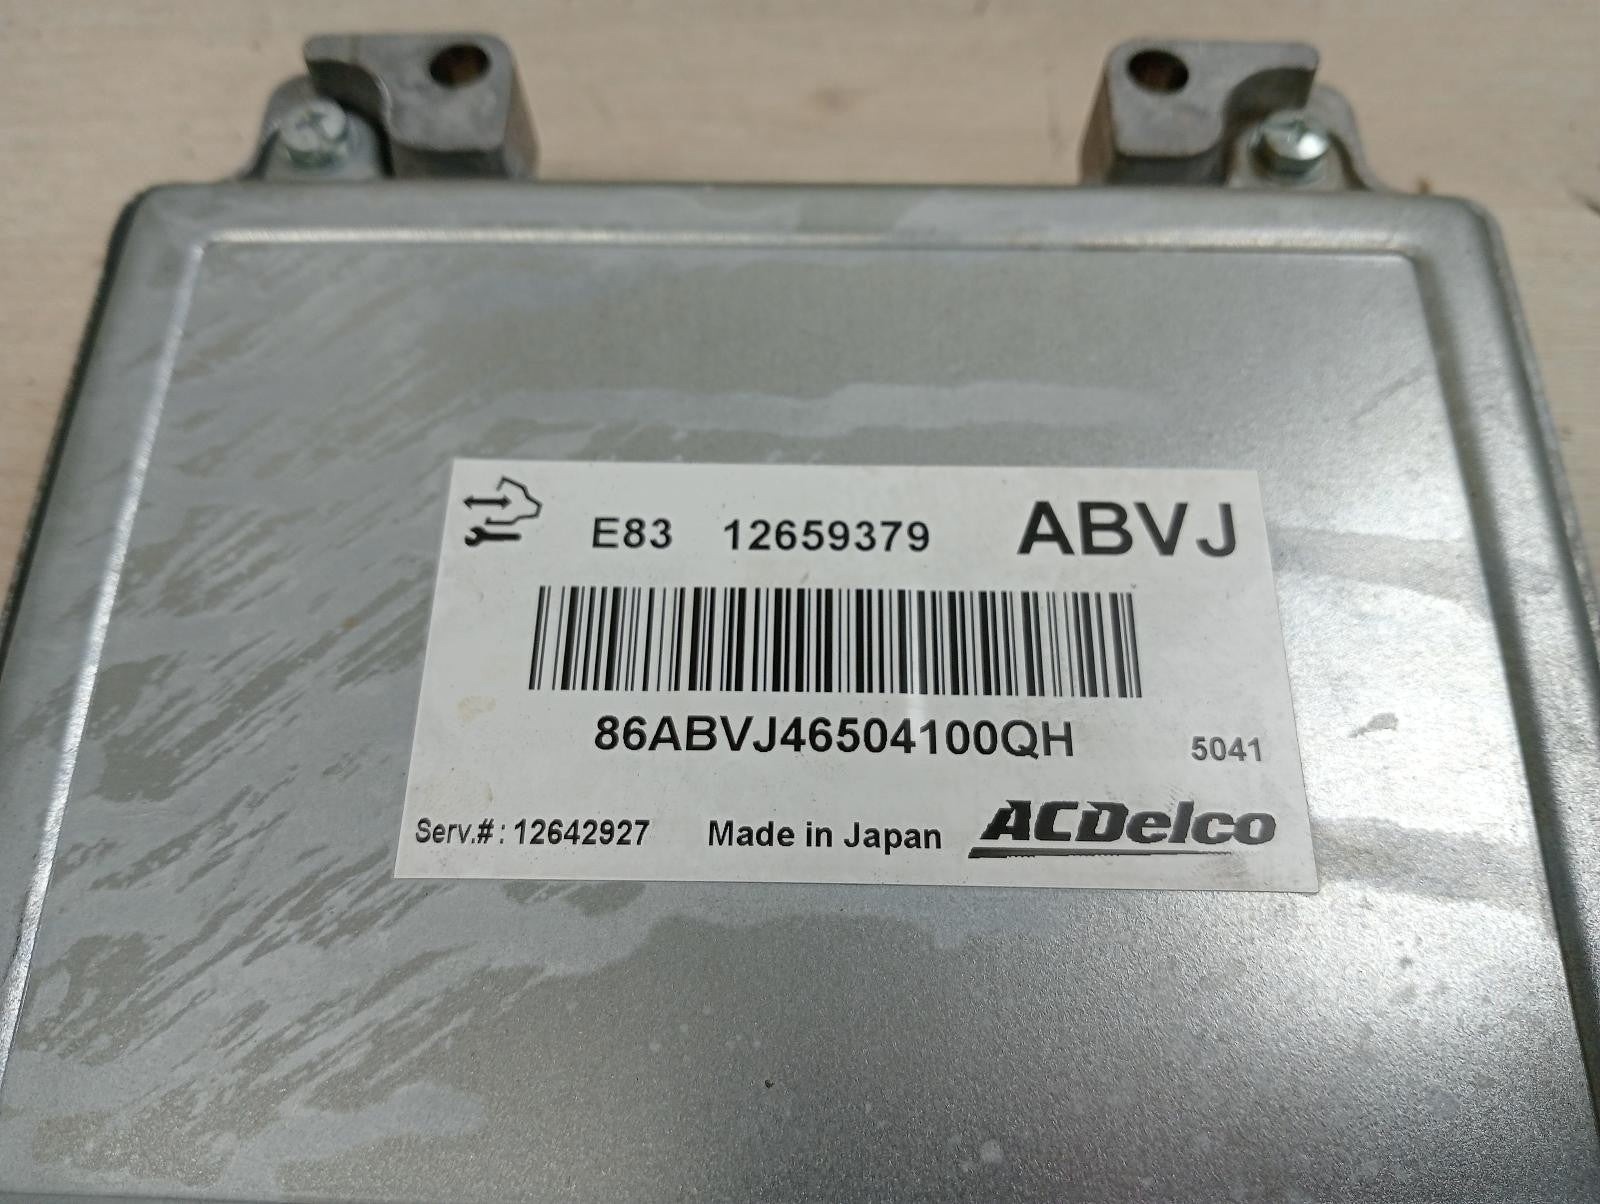 E83 12659379 ABVJ
86ABVJ46504100QH 5041
Serv.#: 12642927 Made in Japan ACDelco